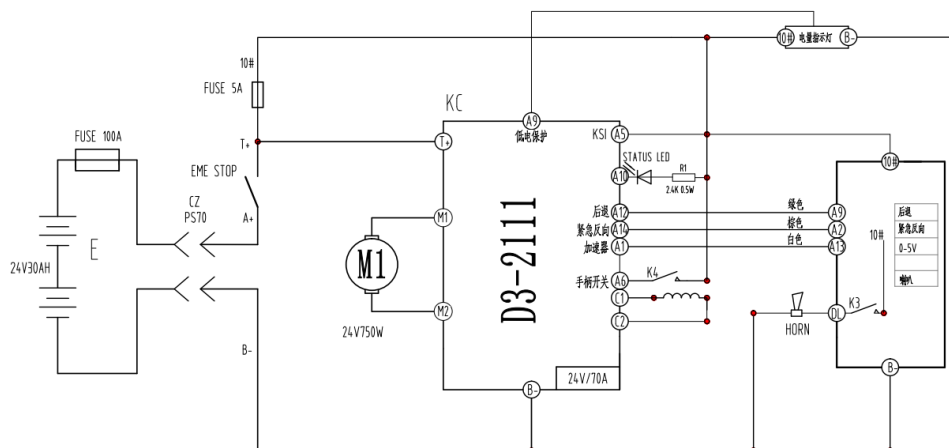 10#
电量指示灯
B-
10#
FUSE 5A
KC
A9
低电保护
FUSE 100A
T+
T+
KSI
A5
10#
EME STOP
STATUS LED
A10
R1
2.4K 0.5W
CZ
PS70
A+
M1
后退
A12
绿色
A9
后退
紧急反向
A14
棕色
A2
紧急反向
加速器
A1
白色
A13
0-5V
10#
E
M1
D3-2111
24V30AH
手柄开关
A6
K4
喇叭
C1
M2
C2
24V750W
HORN
DL
K3
B-
24V/70A
B-
B-